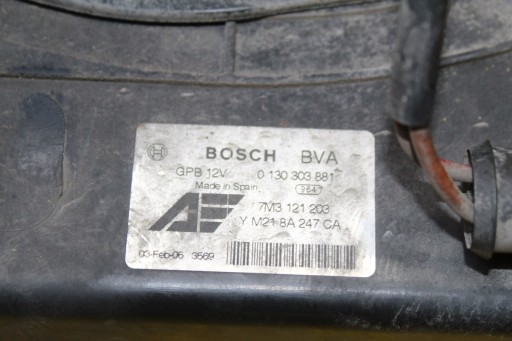 BOSCH BVA
GPB 12V 0 130 303 881
Made in Spain 264
7M3 121 203
Y M21 8A 247 CA
03-Feb-06 3569